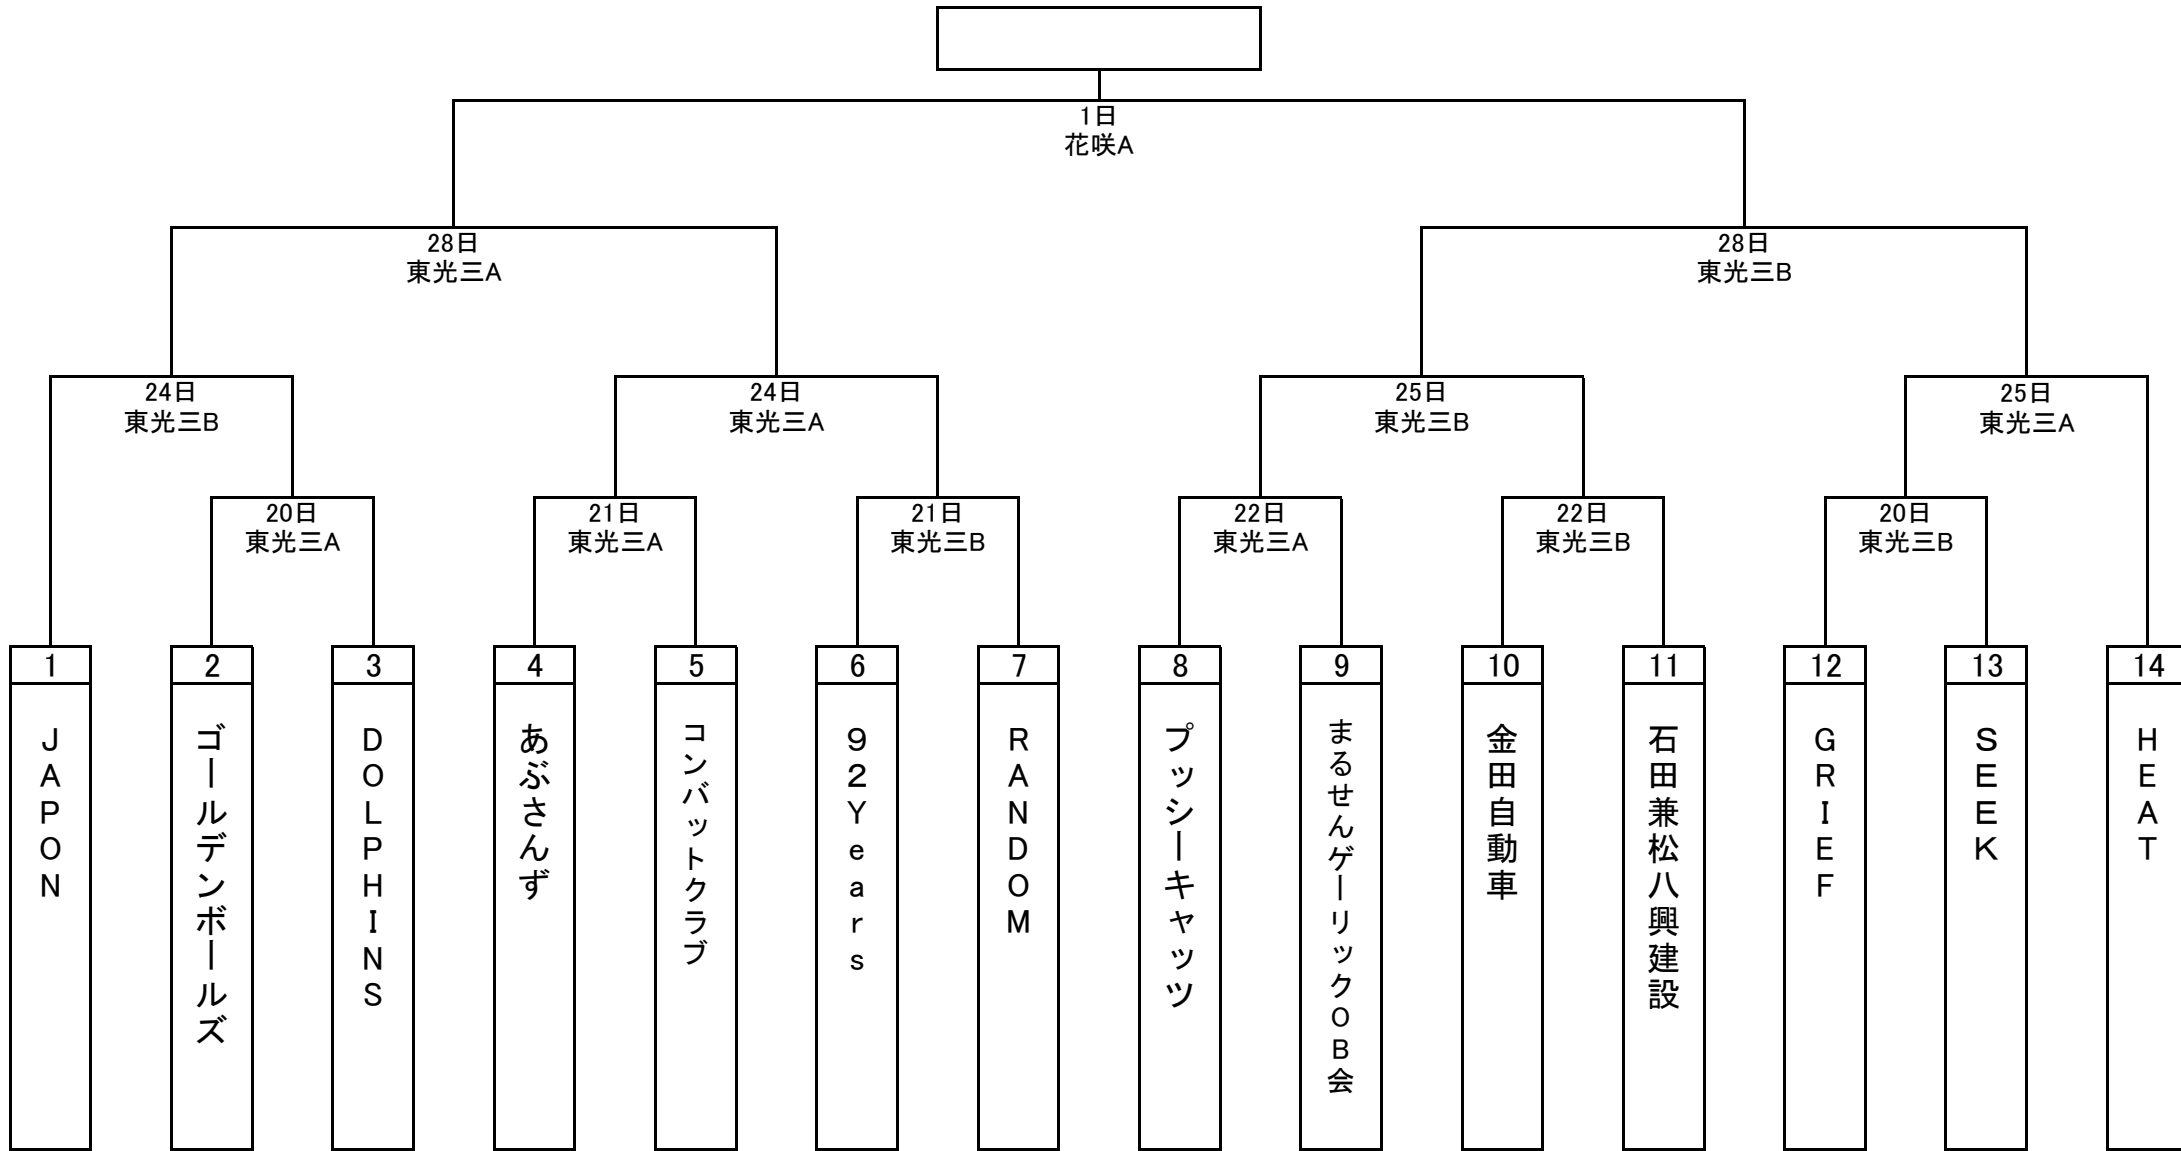 1日
花咲A
28日
東光三A
28日
東光三B
24日
東光三B
24日
東光三A
25日
東光三B
25日
東光三A
20日
東光三A
21日
東光三A
21日
東光三B
22日
東光三A
22日
東光三B
20日
東光三B
1
JAPON
2
ゴールデンボールズ
3
DOLPHINS
4
あぶさんず
5
コンバットクラブ
6
92Years
7
RANDOM
8
プッシーキャッツ
9
まるせんゲーリックOB会
10
金田自動車
11
石田兼松八興建設
12
GRIEF
13
SEEK
14
HEAT